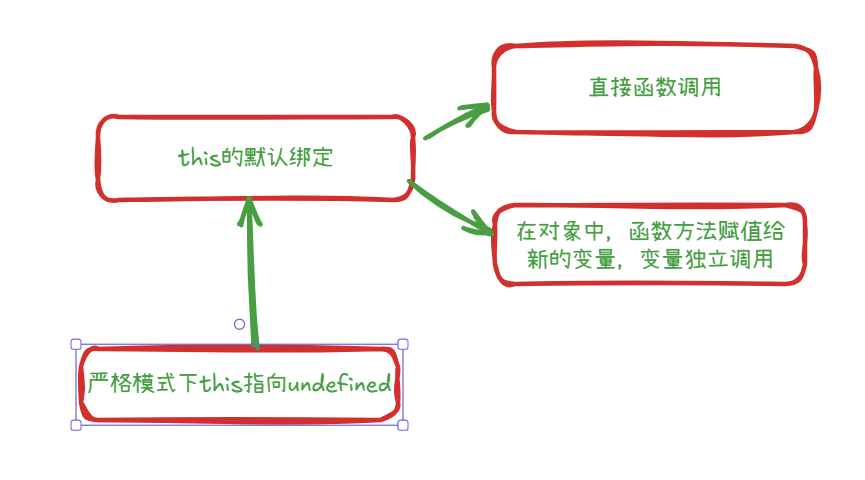 直接函数调用
this的默认绑定
在对象中，函数方法赋值给
新的变量，变量独立调用
严格模式下this指向undefined